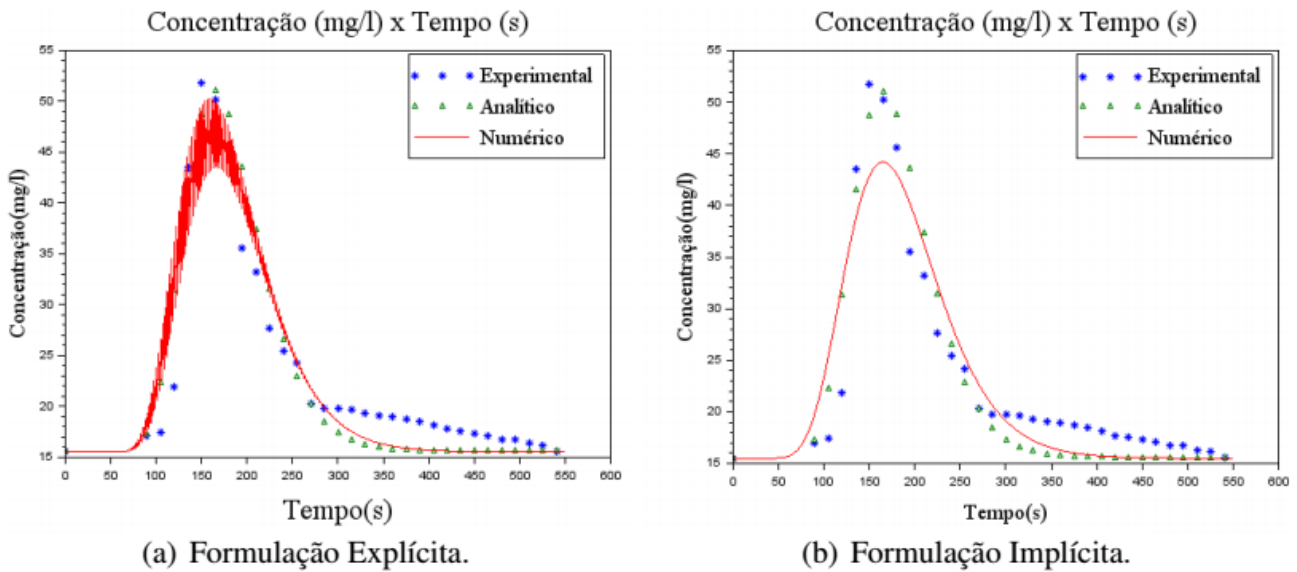 Concentração (mg/l) x Tempo (s)
55
50
45
40
35
30
25
20
15
Concentração(mg/l)
Experimental
Analítico
Numérico
0 50 100 150 200 250 300 350 400 450 500 550 600
Tempo(s)
(a) Formulação Explícita.
Concentração (mg/l) x Tempo (s)
55
50
45
40
35
30
25
20
15
Concentração(mg/l)
Experimental
Analítico
Numérico
0 50 100 150 200 250 300 350 400 450 500 550 600
Tempo(s)
(b) Formulação Implícita.